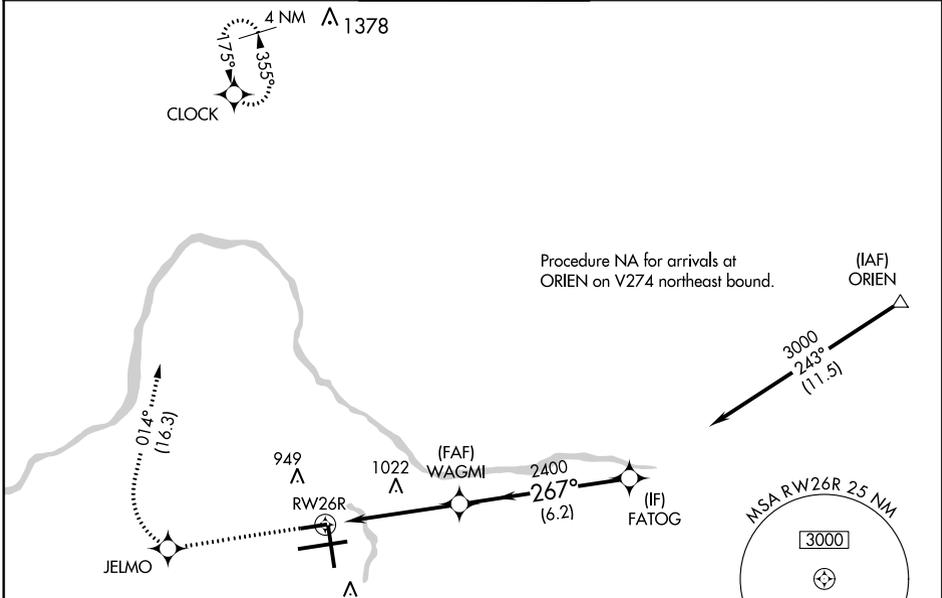 4 NM
1378
175°
355°
CLOCK
Procedure NA for arrivals at
ORIEN on V274 northeast bound.
(IAF)
ORIEN
3000
243°
(11.5)
014°
(16.3)
949
1022
(FAF)
WAGMI
2400
267°
(6.2)
(IF)
FATOG
RW26R
JELMO
MSA RW26R 25 NM
3000